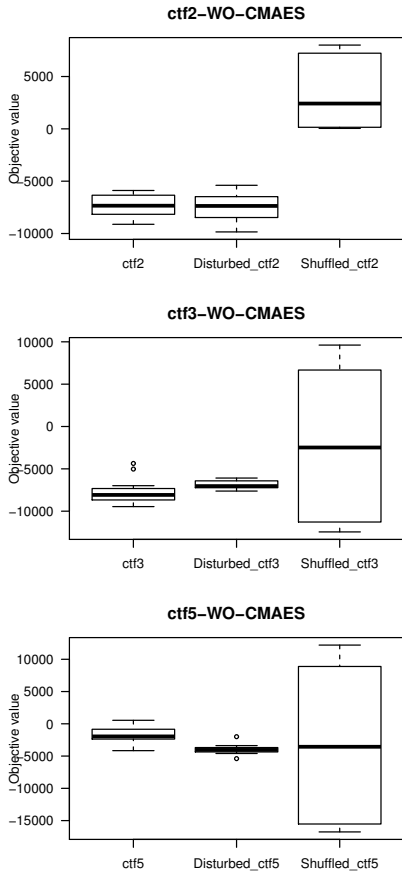 ctf2-WO-CMAES
Objective value
5000
0
-5000
-10000
ctf2
Disturbed_ctf2
Shuffled_ctf2
ctf3-WO-CMAES
Objective value
10000
5000
0
-5000
-10000
ctf3
Disturbed_ctf3
Shuffled_ctf3
ctf5-WO-CMAES
Objective value
10000
5000
0
-5000
-10000
-15000
ctf5
Disturbed_ctf5
Shuffled_ctf5